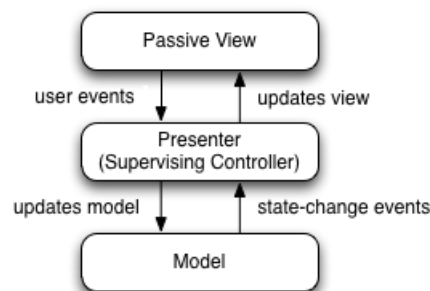 Passive View
user events
updates view
Presenter
(Supervising Controller)
updates model
state-change events
Model